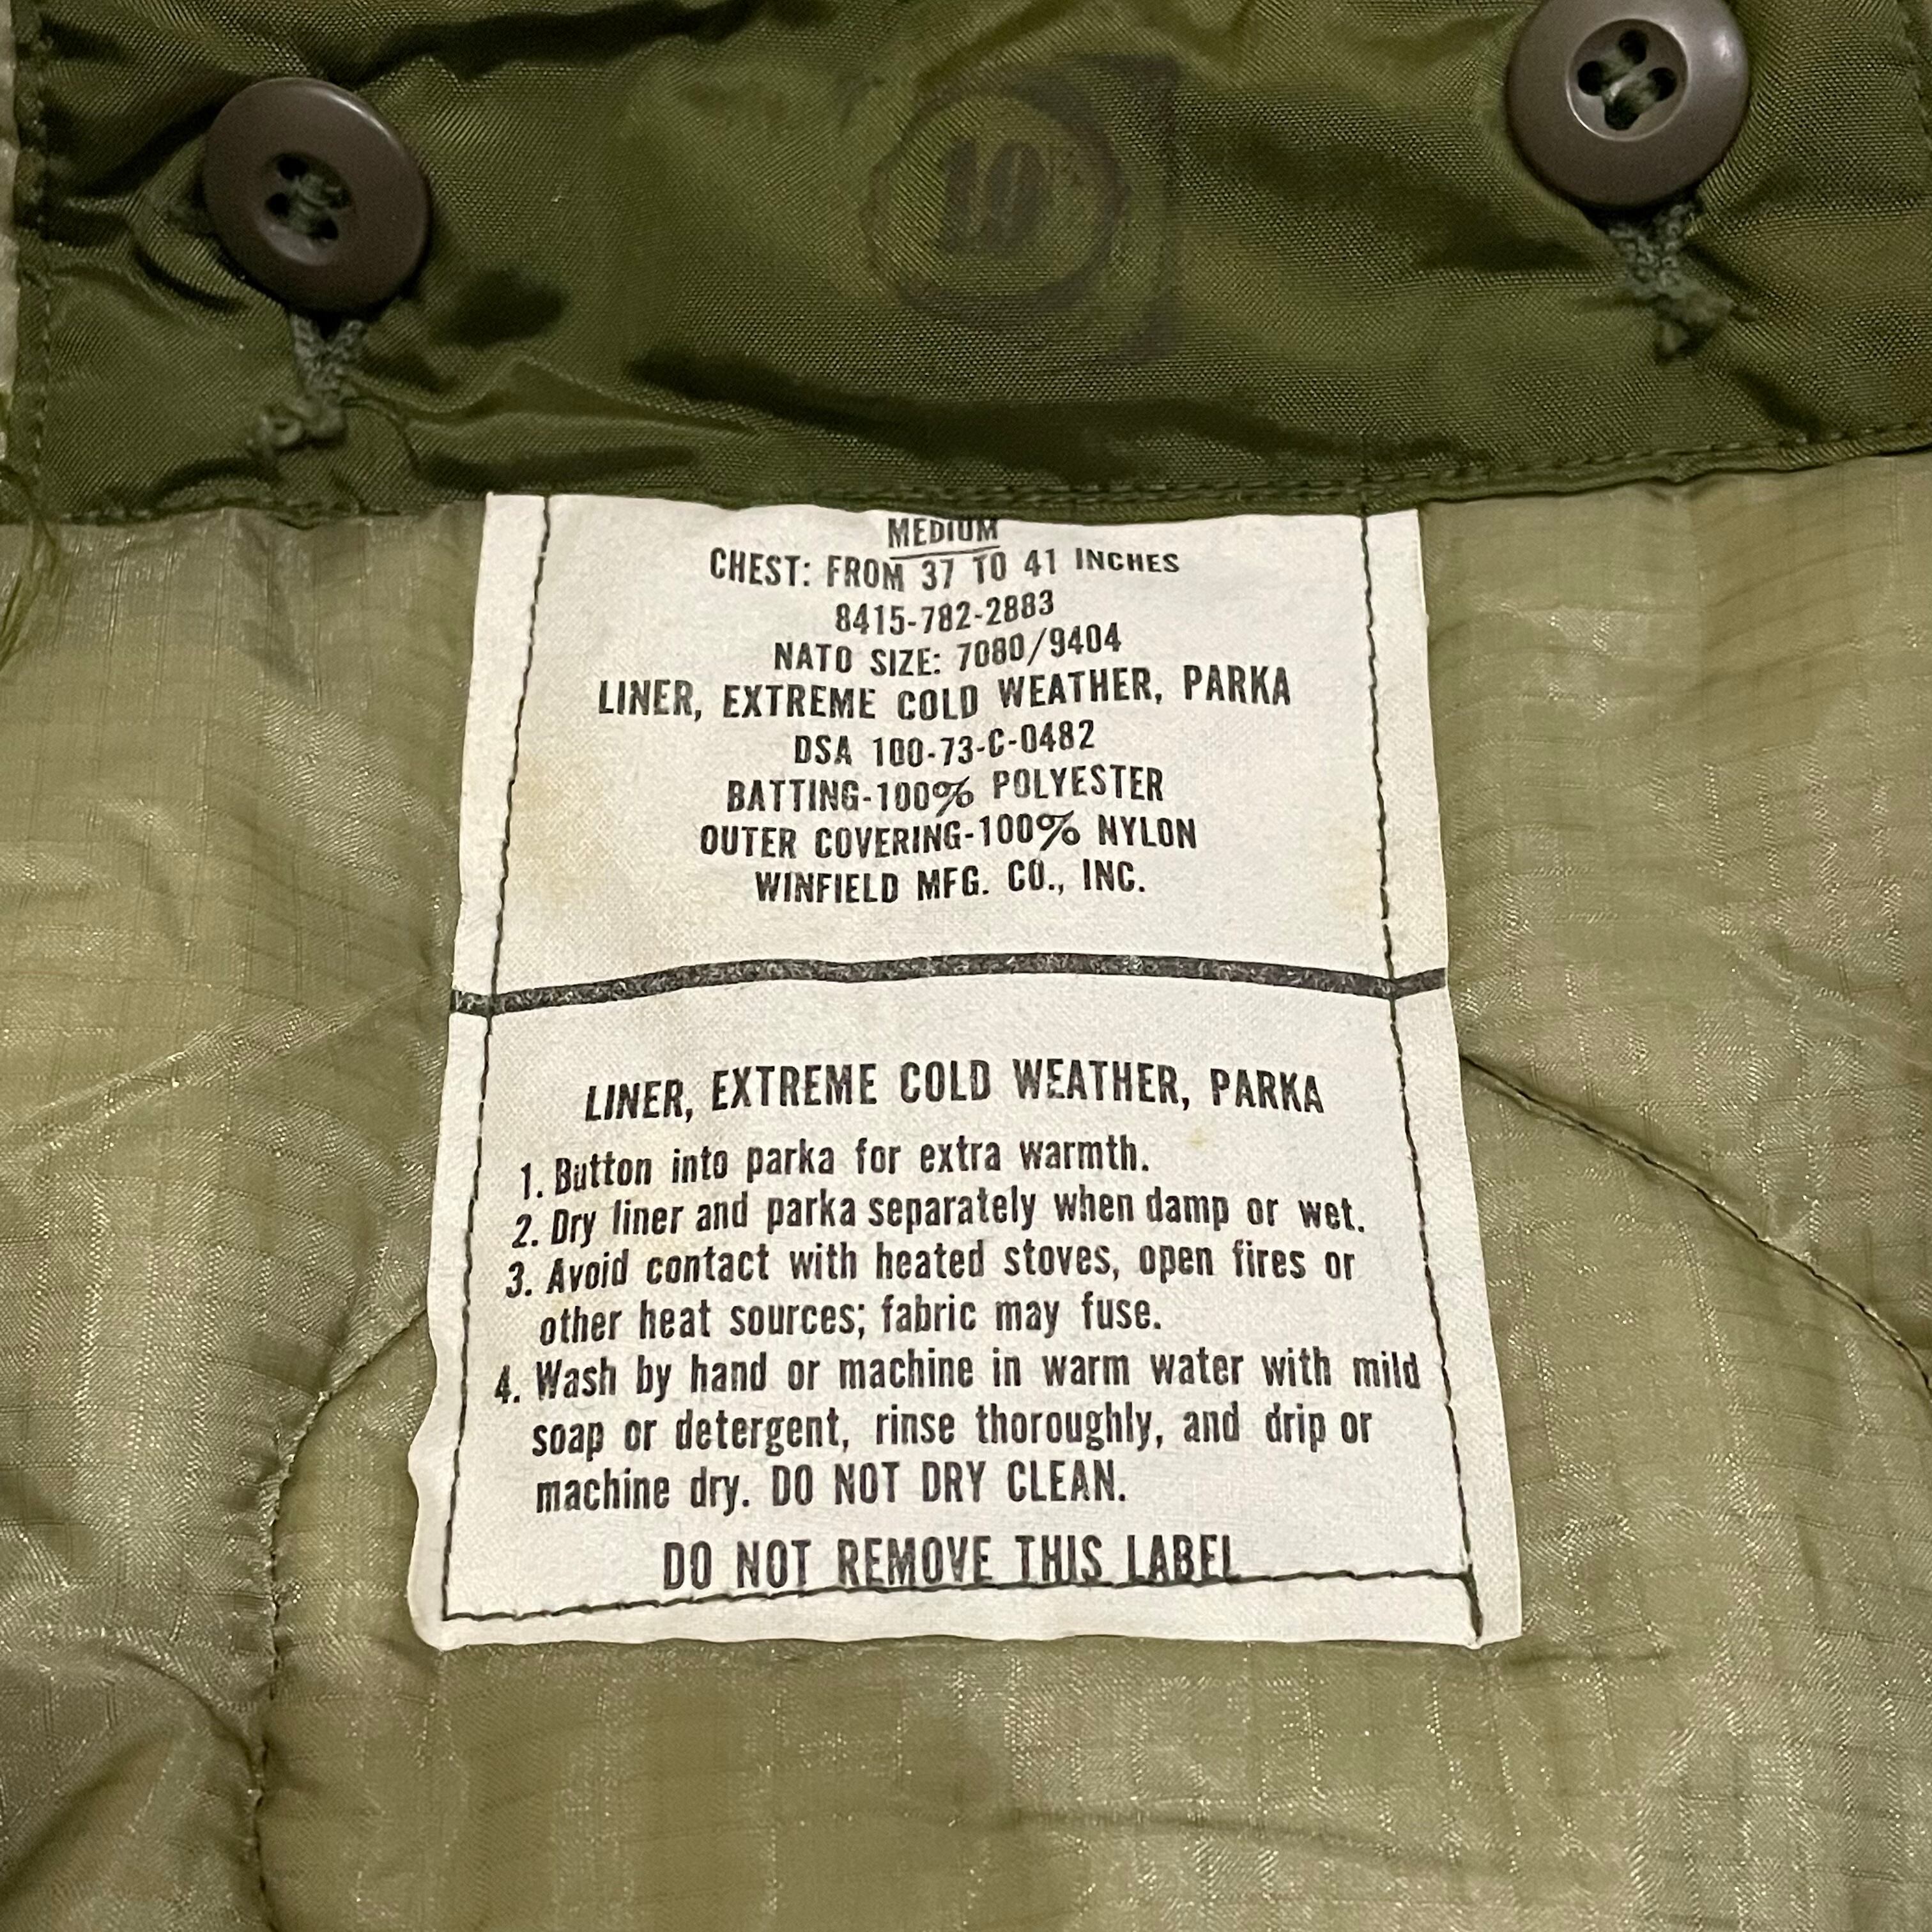 10
MEDIUM
CHEST: FROM 37 TO 41 INCHES
8415-782-2883
NATO SIZE: 7080/9404
LINER, EXTREME COLD WEATHER, PARKA
DSA 100-73-C-0482
BATTING-100% POLYESTER
OUTER COVERING-100% NYLON
WINFIELD MFG. CO., INC.
LINER, EXTREME COLD WEATHER, PARKA
1. Button into parka for extra warmth.
2. Dry liner and parka separately when damp or wet.
3. Avoid contact with heated stoves, open fires or
other heat sources; fabric may fuse.
4. Wash by hand or machine in warm water with mild
soap or detergent, rinse thoroughly, and drip or
machine dry. DO NOT DRY CLEAN.
DO NOT REMOVE THIS LABEL